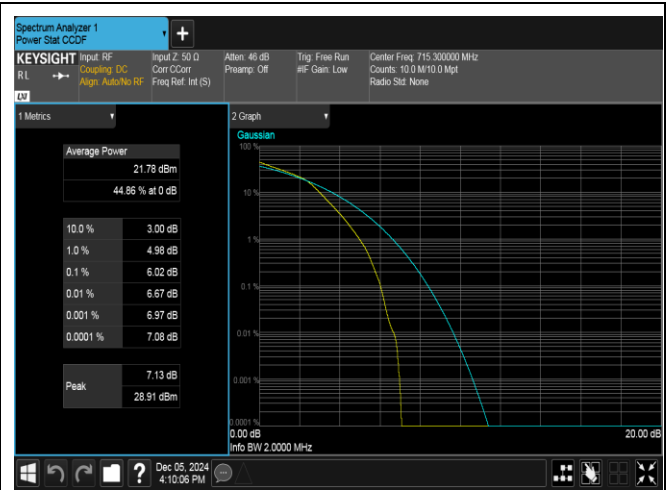 Spectrum Analyzer 1
Power Stat CCDF
+
KEYSIGHT
RL
LXI
Input: RF
Coupling: DC
Align: Auto/No RF
Input Z: 50 Ω
Corr CCorr
Freq Ref: Int (S)
Atten: 46 dB
Preamp: Off
Trig: Free Run
#IF Gain: Low
Center Freq: 715.300000 MHz
Counts: 10.0 M/10.0 Mpt
Radio Std: None
1 Metrics
Average Power
21.78 dBm
44.86 % at 0 dB
10.0 % 3.00 dB
1.0 % 4.98 dB
0.1 % 6.02 dB
0.01 % 6.67 dB
0.001 % 6.97 dB
0.0001 % 7.08 dB
Peak
7.13 dB
28.91 dBm
2 Graph
Gaussian
100 %
10 %
1 %
0.1 %
0.01 %
0.001 %
0.0001 %
0.00 dB 20.00 dB
Info BW 2.0000 MHz
?
Dec 05, 2024
4:10:06 PM